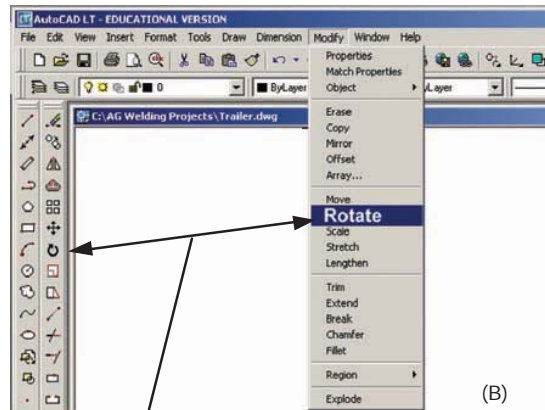 AutoCAD LT - EDUCATIONAL VERSION
File Edit View Insert Format Tools Draw Dimension Modify Window Help
0
ByLayer
yLayer
C:\AG Welding Projects\Trailer.dwg
Properties
Match Properties
Object
Erase
Copy
Mirror
Offset
Array...
Move
Rotate
Scale
Stretch
Lengthen
Trim
Extend
Break
Chamfer
Fillet
Region
Explode
(B)